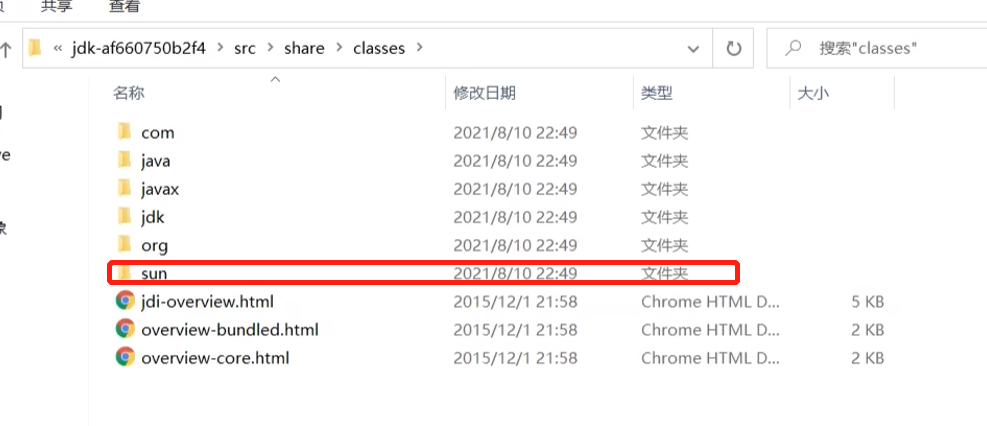 共享 查看
« jdk-af660750b2f4 > src > share > classes > 搜索"classes"
名称 修改日期 类型 大小
com 2021/8/10 22:49 文件夹
java 2021/8/10 22:49 文件夹
javax 2021/8/10 22:49 文件夹
jdk 2021/8/10 22:49 文件夹
org 2021/8/10 22:49 文件夹
sun 2021/8/10 22:49 文件夹
jdi-overview.html 2015/12/1 21:58 Chrome HTML D... 5 KB
overview-bundled.html 2015/12/1 21:58 Chrome HTML D... 2 KB
overview-core.html 2015/12/1 21:58 Chrome HTML D... 2 KB